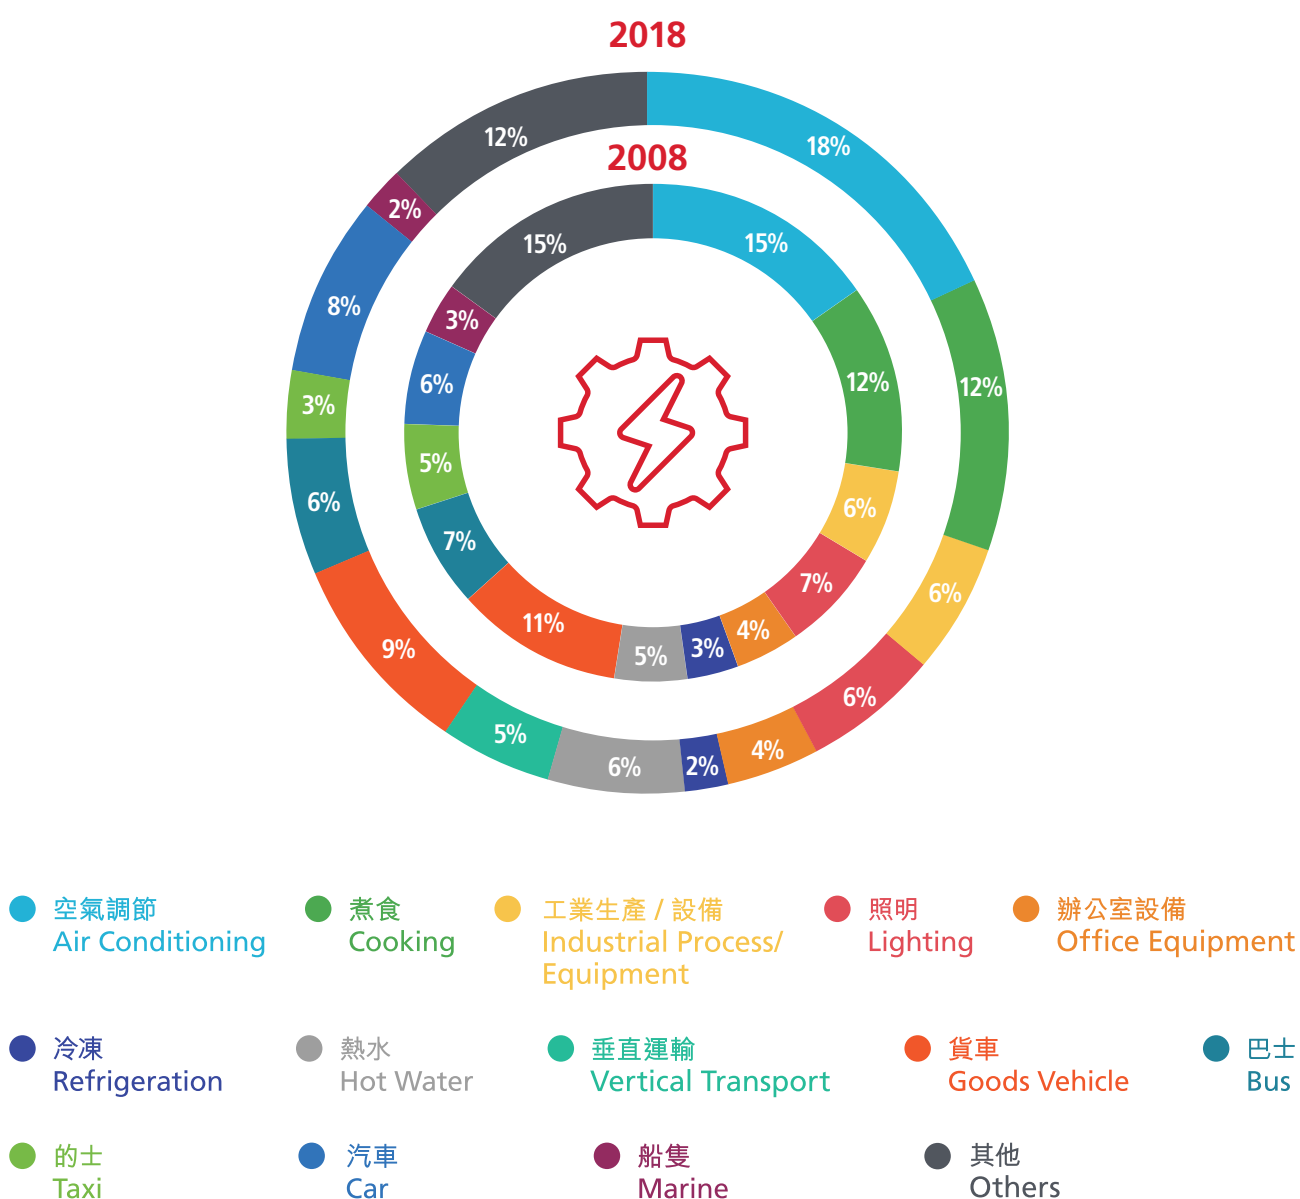 2018
18%
12%
6%
6%
4%
2%
6%
5%
9%
6%
3%
8%
2%
12%
2008
15%
12%
6%
7%
4%
3%
5%
11%
7%
5%
6%
3%
15%
空氣調節
Air Conditioning
煮食
Cooking
工業生產 / 設備
Industrial Process/
Equipment
照明
Lighting
辦公室設備
Office Equipment
冷凍
Refrigeration
熱水
Hot Water
垂直運輸
Vertical Transport
貨車
Goods Vehicle
巴士
Bus
的士
Taxi
汽車
Car
船隻
Marine
其他
Others